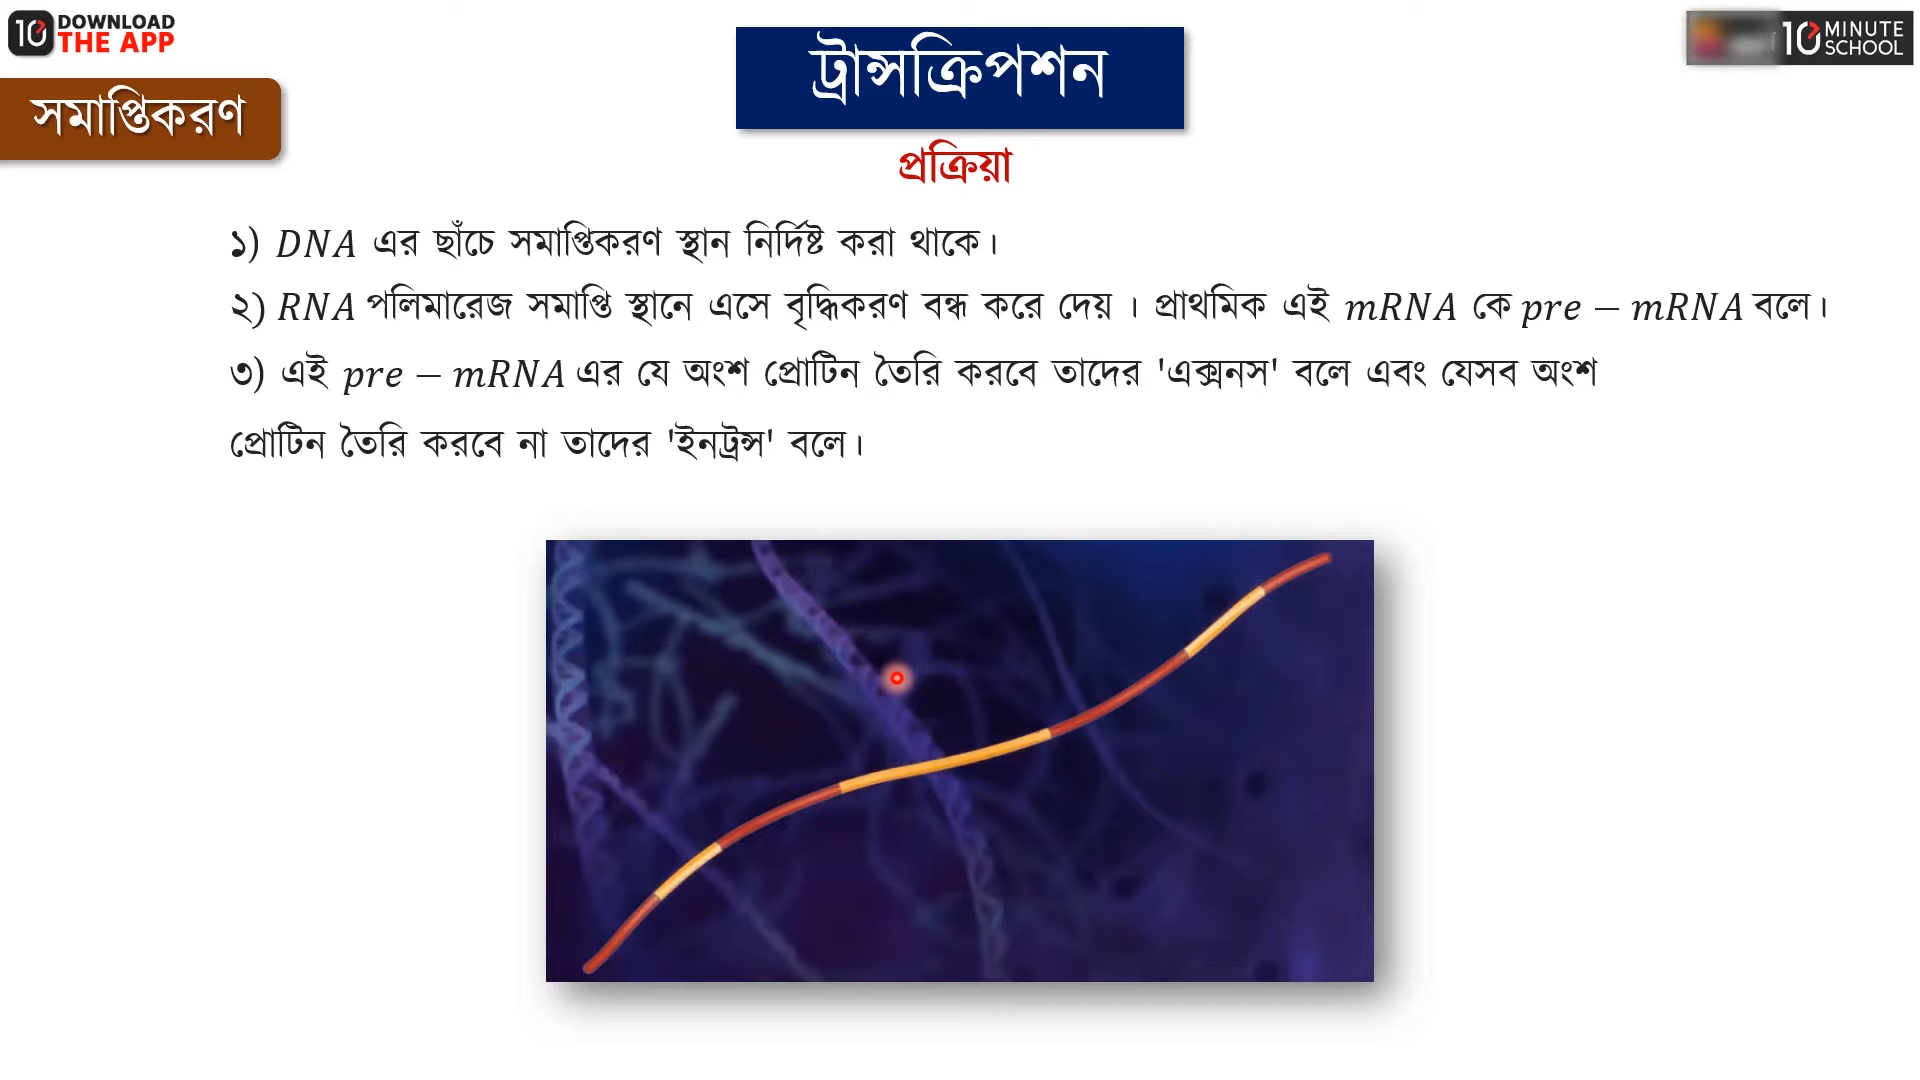 10 DOWNLOAD
THE APP
ট্রান্সক্রিপশন
10 MINUTE
SCHOOL
সমাপ্তিকরণ
প্রক্রিয়া
১) DNA এর ছাঁচে সমাপ্তিকরণ স্থান নির্দিষ্ট করা থাকে।
২) RNA পলিমারেজ সমাপ্তি স্থানে এসে বৃদ্ধিকরণ বন্ধ করে দেয় । প্রাথমিক এই mRNA কে pre − mRNA বলে।
৩) এই pre − mRNA এর যে অংশ প্রোটিন তৈরি করবে তাদের 'এক্সনস' বলে এবং যেসব অংশ
প্রোটিন তৈরি করবে না তাদের 'ইনট্রন্স' বলে।